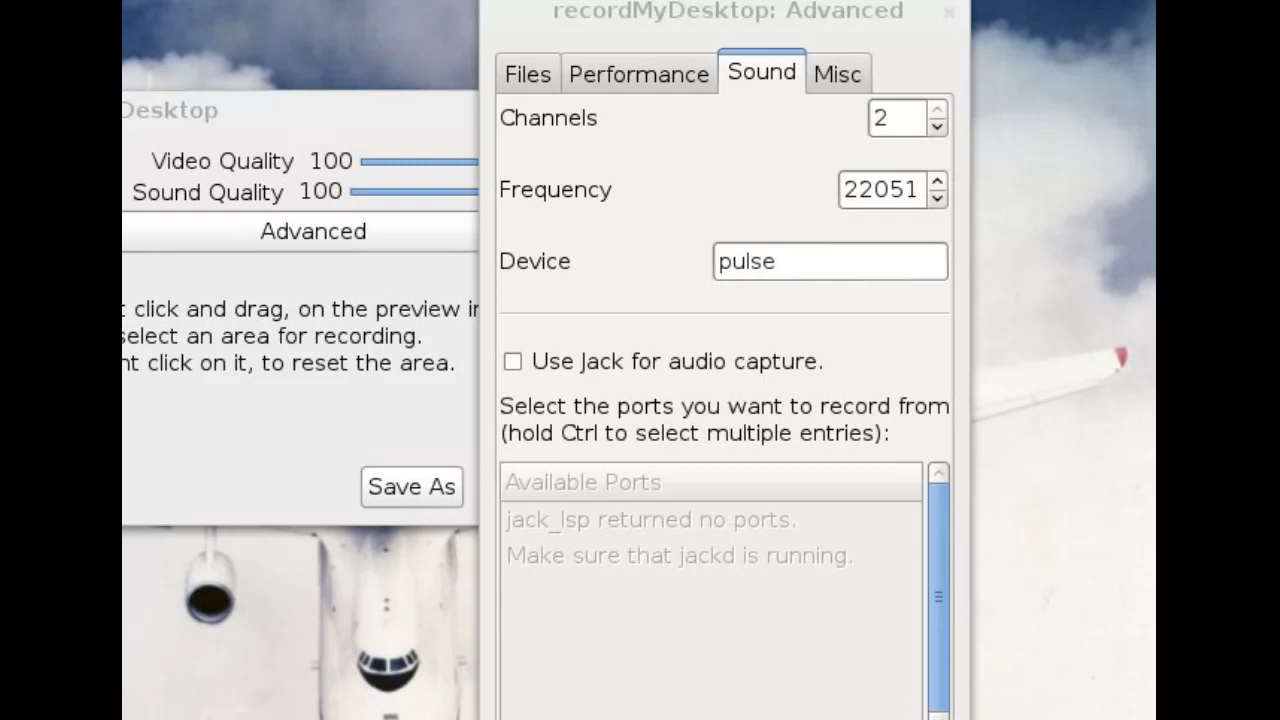 recordMyDesktop: Advanced
Files Performance Sound Misc
Channels 2
Frequency 22051
Device pulse
Use Jack for audio capture.
Select the ports you want to record from
(hold Ctrl to select multiple entries):
Available Ports
jack_lsp returned no ports.
Make sure that jackd is running.
Desktop
Video Quality 100
Sound Quality 100
Advanced
click and drag, on the preview
select an area for recording.
click on it, to reset the area.
Save As